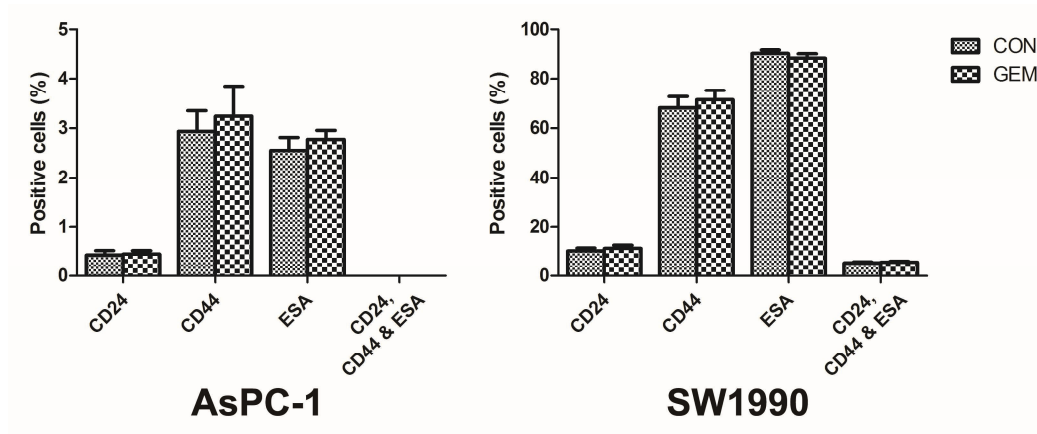 Positive cells (%)
5
4
3
2
1
0
CD24
CD44
ESA
CD24,
CD44 & ESA
AsPC-1
Positive cells (%)
100
80
60
40
20
0
CD24
CD44
ESA
CD24,
CD44 & ESA
SW1990
CON
GEM